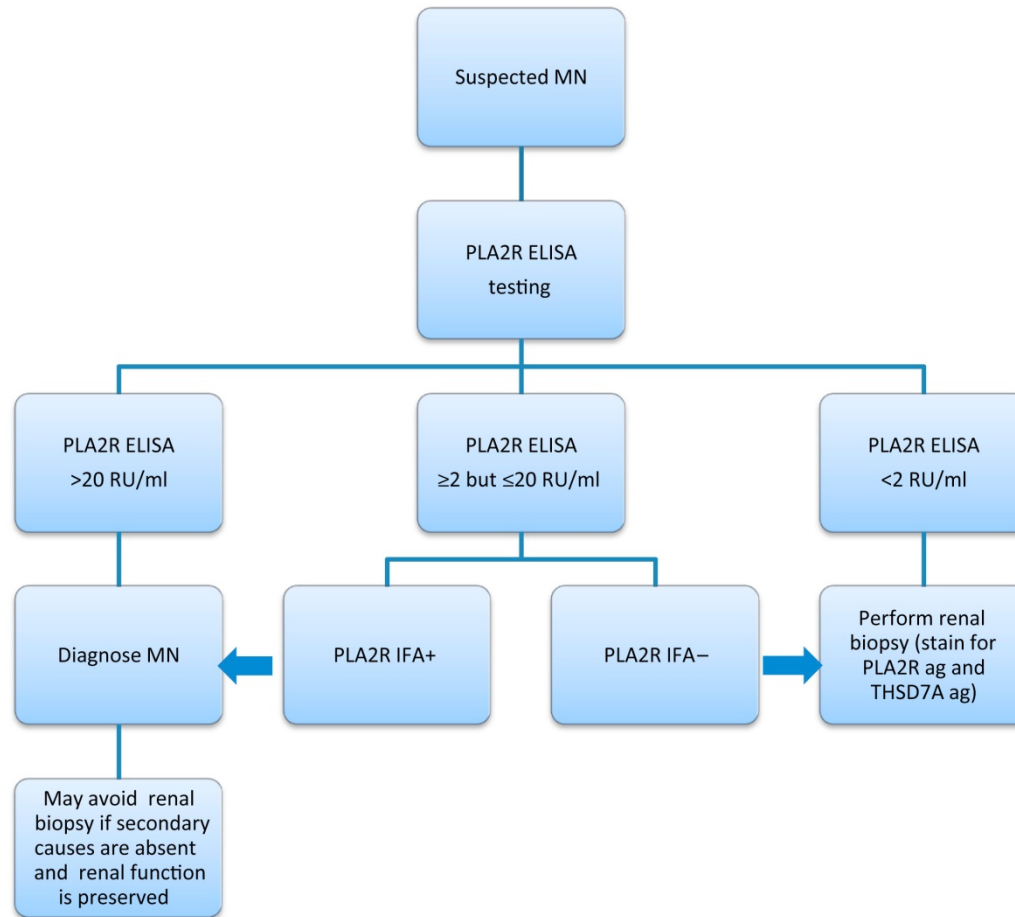 Suspected MN
PLA2R ELISA
testing
PLA2R ELISA
>20 RU/ml
PLA2R ELISA
≥2 but ≤20 RU/ml
PLA2R ELISA
<2 RU/ml
Diagnose MN
PLA2R IFA+
PLA2R IFA−
Perform renal
biopsy (stain for
PLA2R ag and
THSD7A ag)
May avoid renal
biopsy if secondary
causes are absent
and renal function
is preserved